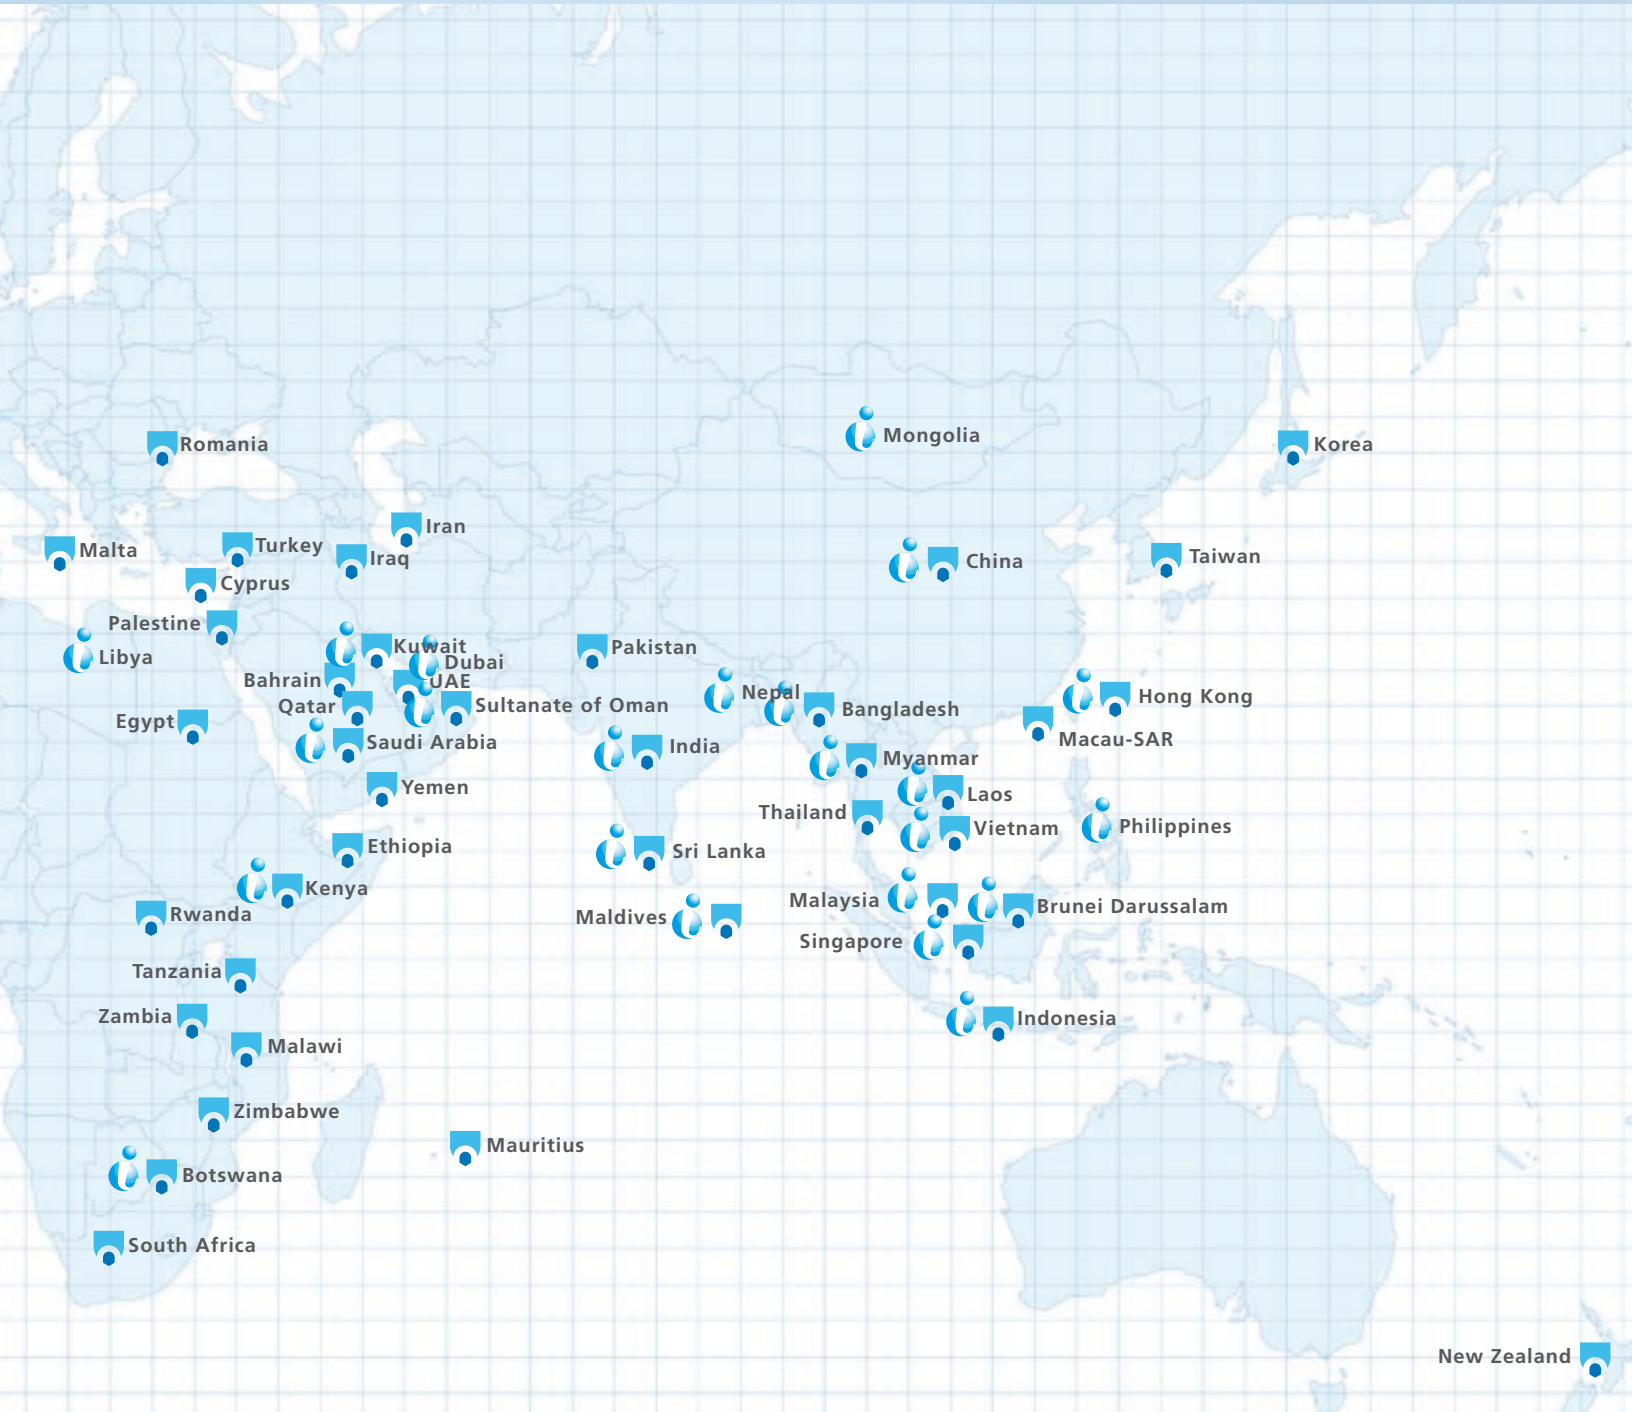 Mongolia
Romania
Korea
Iran
Turkey
Malta
Iraq
Taiwan
China
Cyprus
Palestine
Kuwait
Pakistan
Libya
Dubai
Bahrain
UAE
Nepal
Hong Kong
Qatar
Sultanate of Oman
Bangladesh
Egypt
Macau-SAR
Saudi Arabia
India
Myanmar
Yemen
Laos
Thailand
Vietnam
Philippines
Ethiopia
Sri Lanka
Kenya
Malaysia
Brunei Darussalam
Rwanda
Maldives
Singapore
Tanzania
Zambia
Indonesia
Malawi
Zimbabwe
Mauritius
Botswana
South Africa
New Zealand